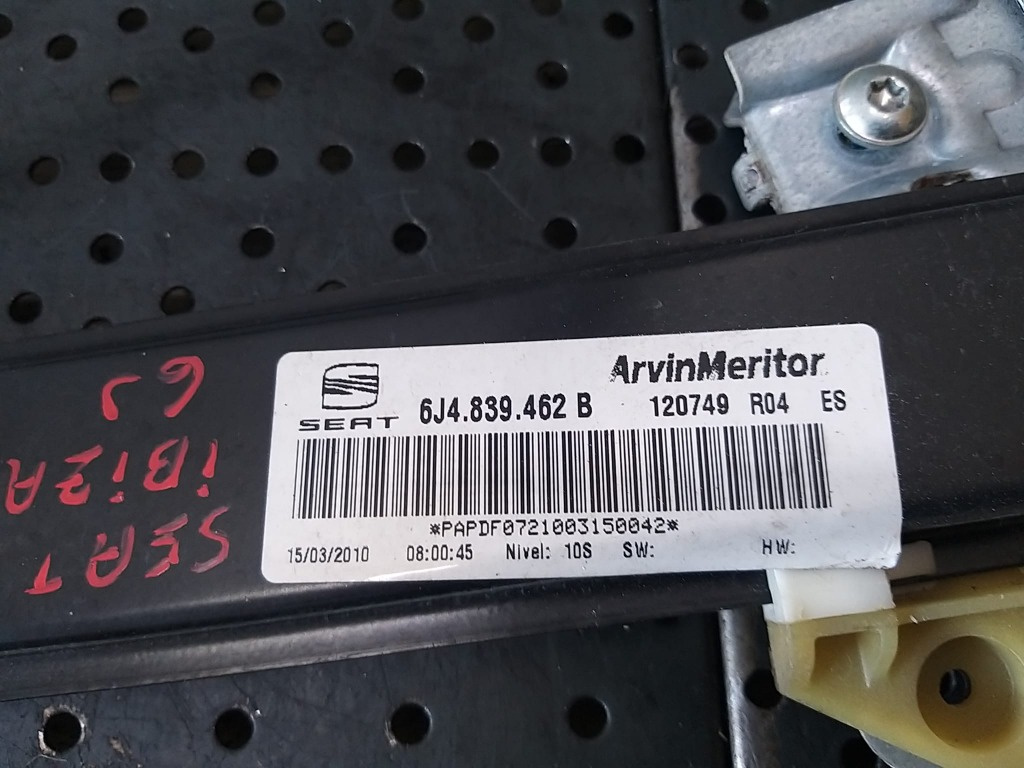 ArvinMeritor
SEAT 6J4.839.462 B 120749 R04 ES
*PAPDF0721003150042*
15/03/2010 08:00:45 Nivel: 10S SW: HW:
SEAT
iBiZA
6J